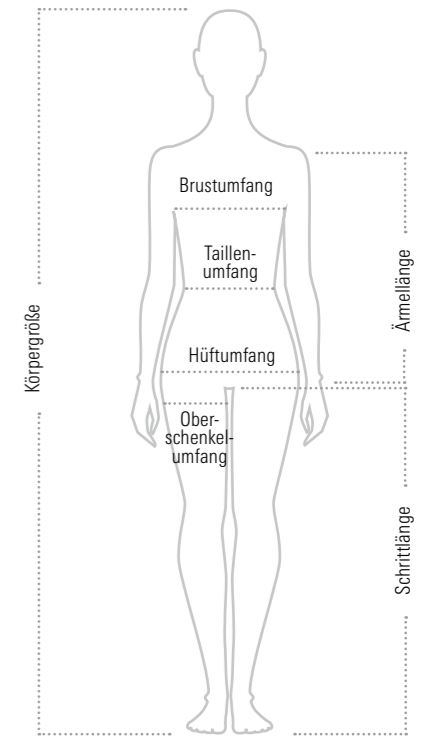 Brustumfang
Taillen-
umfang
Ärmellänge
Körpergröße
Hüftumfang
Ober-
schenkel-
umfang
Schrittlänge